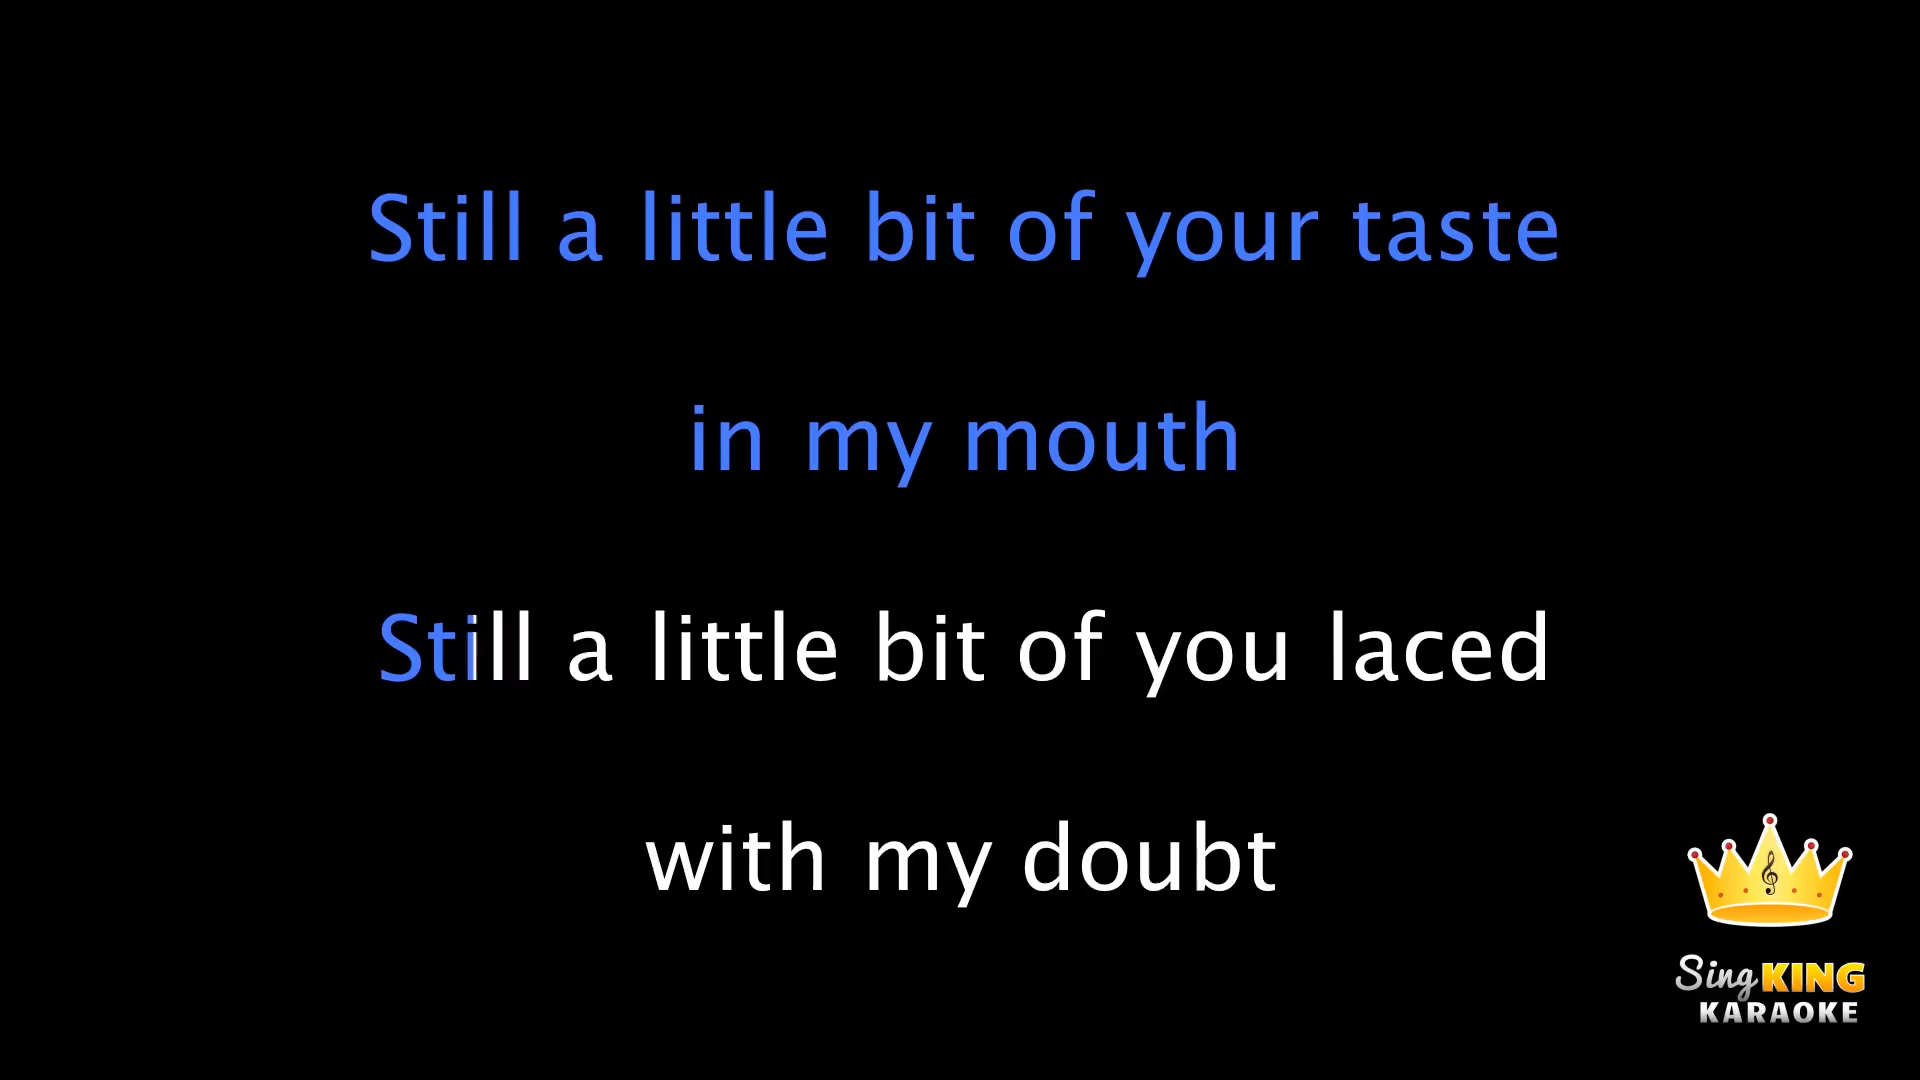 Still a little bit of your taste
in my mouth
Still a little bit of you laced
with my doubt
Sing KING
KARAOKE